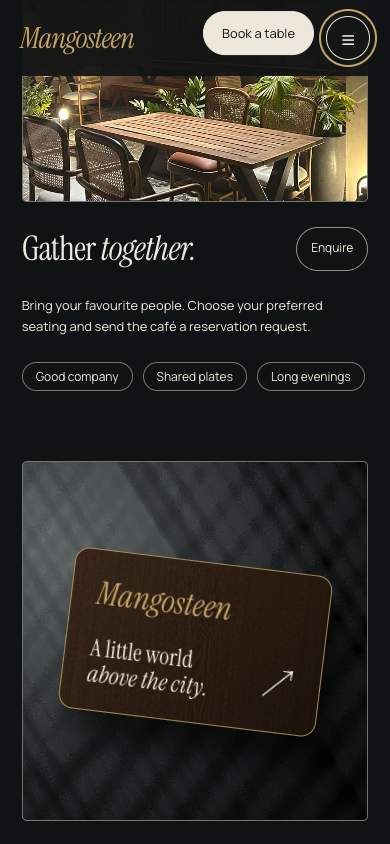 Mangosteen
Book a table
Gather together.
Enquire
Bring your favourite people. Choose your preferred
seating and send the café a reservation request.
Good company
Shared plates
Long evenings
Mangosteen
A little world
above the city.